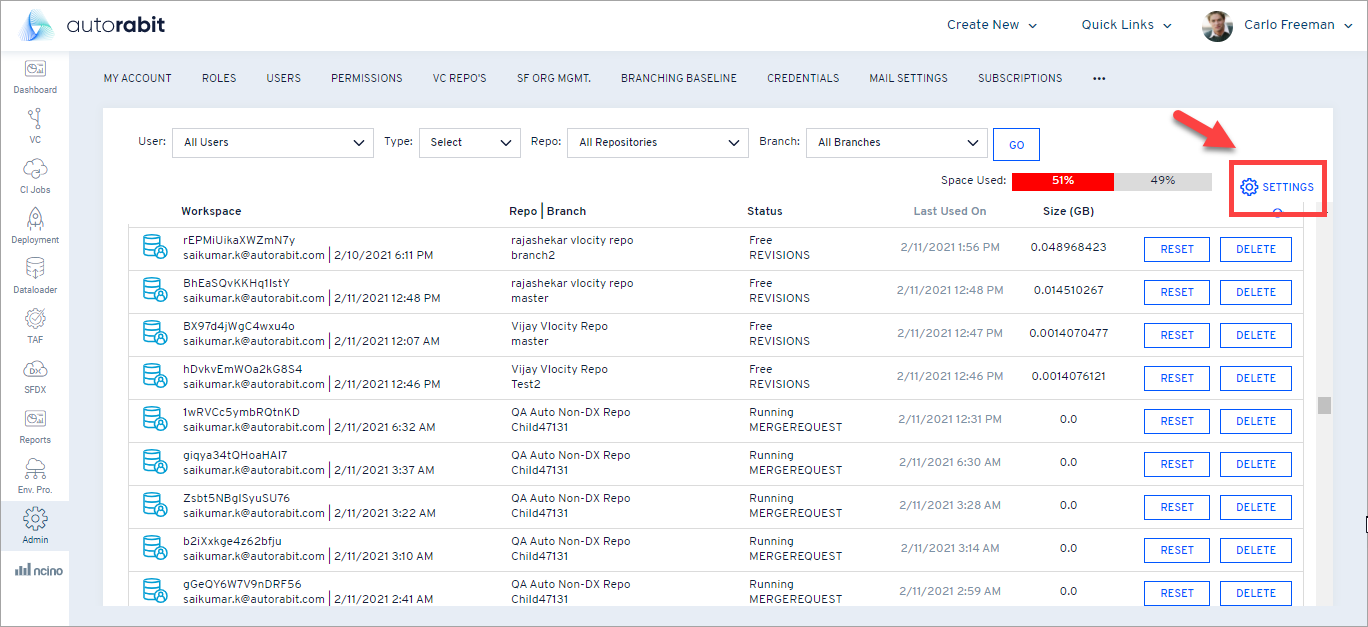 autorabit
Create New
Quick Links
Carlo Freeman
MY ACCOUNT ROLES USERS PERMISSIONS VC REPO'S SF ORG MGMT. BRANCHING BASELINE CREDENTIALS MAIL SETTINGS SUBSCRIPTIONS •••
Dashboard
VC
CI Jobs
Deployment
Dataloader
TAF
DX
SFDX
Reports
Env. Pro.
Admin
ncino
User: All Users Type: Select Repo: All Repositories Branch: All Branches GO
Space Used: 51% 49%
SETTINGS
Workspace Repo | Branch Status Last Used On Size (GB)
rEPMiUikaXWZmN7y rajashekar vlocity repo Free 2/11/2021 1:56 PM 0.048968423 RESET DELETE
saikumar.k@autorabit.com | 2/10/2021 6:11 PM branch2 REVISIONS
BhEaSQvKKHq1IstY rajashekar vlocity repo Free 2/11/2021 12:48 PM 0.014510267 RESET DELETE
saikumar.k@autorabit.com | 2/11/2021 12:48 PM master REVISIONS
BX97d4jWgC4wxu4o Vijay Vlocity Repo Free 2/11/2021 12:47 PM 0.0014070477 RESET DELETE
saikumar.k@autorabit.com | 2/11/2021 12:07 AM master REVISIONS
hDvkvEmWOa2kG8S4 Vijay Vlocity Repo Free 2/11/2021 12:46 PM 0.0014076121 RESET DELETE
saikumar.k@autorabit.com | 2/11/2021 12:46 PM Test2 REVISIONS
1wRVCc5ymbRQtnKD QA Auto Non-DX Repo Running 2/11/2021 12:31 PM 0.0 RESET DELETE
saikumar.k@autorabit.com | 2/11/2021 6:32 AM Child47131 MERGEREQUEST
giqya34tQHoaHAI7 QA Auto Non-DX Repo Running 2/11/2021 6:30 AM 0.0 RESET DELETE
saikumar.k@autorabit.com | 2/11/2021 3:37 AM Child47131 MERGEREQUEST
Zsbt5NBgISyuSU76 QA Auto Non-DX Repo Running 2/11/2021 3:28 AM 0.0 RESET DELETE
saikumar.k@autorabit.com | 2/11/2021 3:22 AM Child47131 MERGEREQUEST
b2iXxkge4z62bfju QA Auto Non-DX Repo Running 2/11/2021 3:14 AM 0.0 RESET DELETE
saikumar.k@autorabit.com | 2/11/2021 3:10 AM Child47131 MERGEREQUEST
gGeQY6W7V9nDRF56 QA Auto Non-DX Repo Running 2/11/2021 2:59 AM 0.0 RESET DELETE
saikumar.k@autorabit.com | 2/11/2021 2:41 AM Child47131 MERGEREQUEST